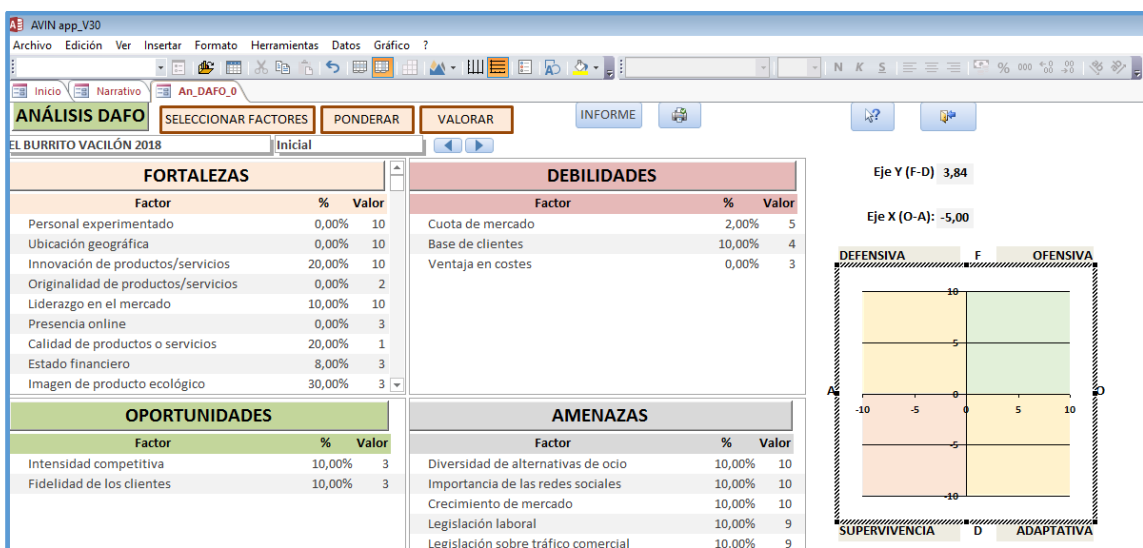 AVIN app_V30
Archivo Edición Ver Insertar Formato Herramientas Datos Gráfico ?
N K S % 000
Inicio Narrativo An_DAFO_0
ANÁLISIS DAFO SELECCIONAR FACTORES PONDERAR VALORAR INFORME
EL BURRITO VACILÓN 2018 Inicial
FORTALEZAS
Factor % Valor
Personal experimentado 0,00% 10
Ubicación geográfica 0,00% 10
Innovación de productos/servicios 20,00% 10
Originalidad de productos/servicios 0,00% 2
Liderazgo en el mercado 10,00% 10
Presencia online 0,00% 3
Calidad de productos o servicios 20,00% 1
Estado financiero 8,00% 3
Imagen de producto ecológico 30,00% 3
DEBILIDADES
Factor % Valor
Cuota de mercado 2,00% 5
Base de clientes 10,00% 4
Ventaja en costes 0,00% 3
OPORTUNIDADES
Factor % Valor
Intensidad competitiva 10,00% 3
Fidelidad de los clientes 10,00% 3
AMENAZAS
Factor % Valor
Diversidad de alternativas de ocio 10,00% 10
Importancia de las redes sociales 10,00% 10
Crecimiento de mercado 10,00% 10
Legislación laboral 10,00% 9
Legislación sobre tráfico comercial 10,00% 9
Eje Y (F-D) 3,84
Eje X (O-A): -5,00
DEFENSIVA F OFENSIVA
10
5
A 0 O
-10 -5 0 5 10
-5
-10
SUPERVIVENCIA D ADAPTATIVA